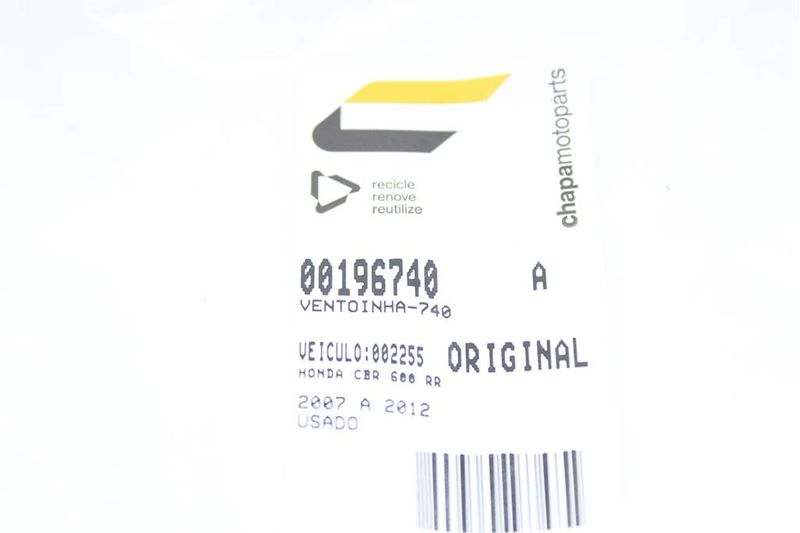 chapamotoparts
recicle
renove
reutilize
00196740 A
VENTOINHA-740
VEICULO:002255 ORIGINAL
HONDA CBR 600 RR
2007 A 2012
USADO